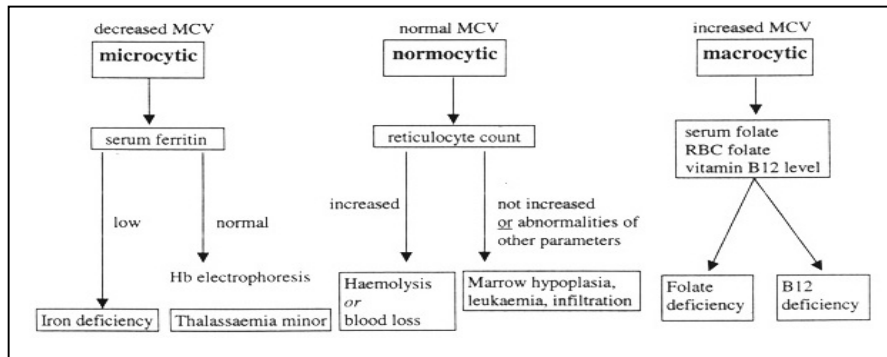 decreased MCV
microcytic
serum ferritin
low
normal
Hb electrophoresis
Iron deficiency
Thalassaemia minor
normal MCV
normocytic
reticulocyte count
increased
not increased
or abnormalities of
other parameters
Haemolysis
or
blood loss
Marrow hypoplasia,
leukaemia, infiltration
increased MCV
macrocytic
serum folate
RBC folate
vitamin B12 level
Folate
deficiency
B12
deficiency